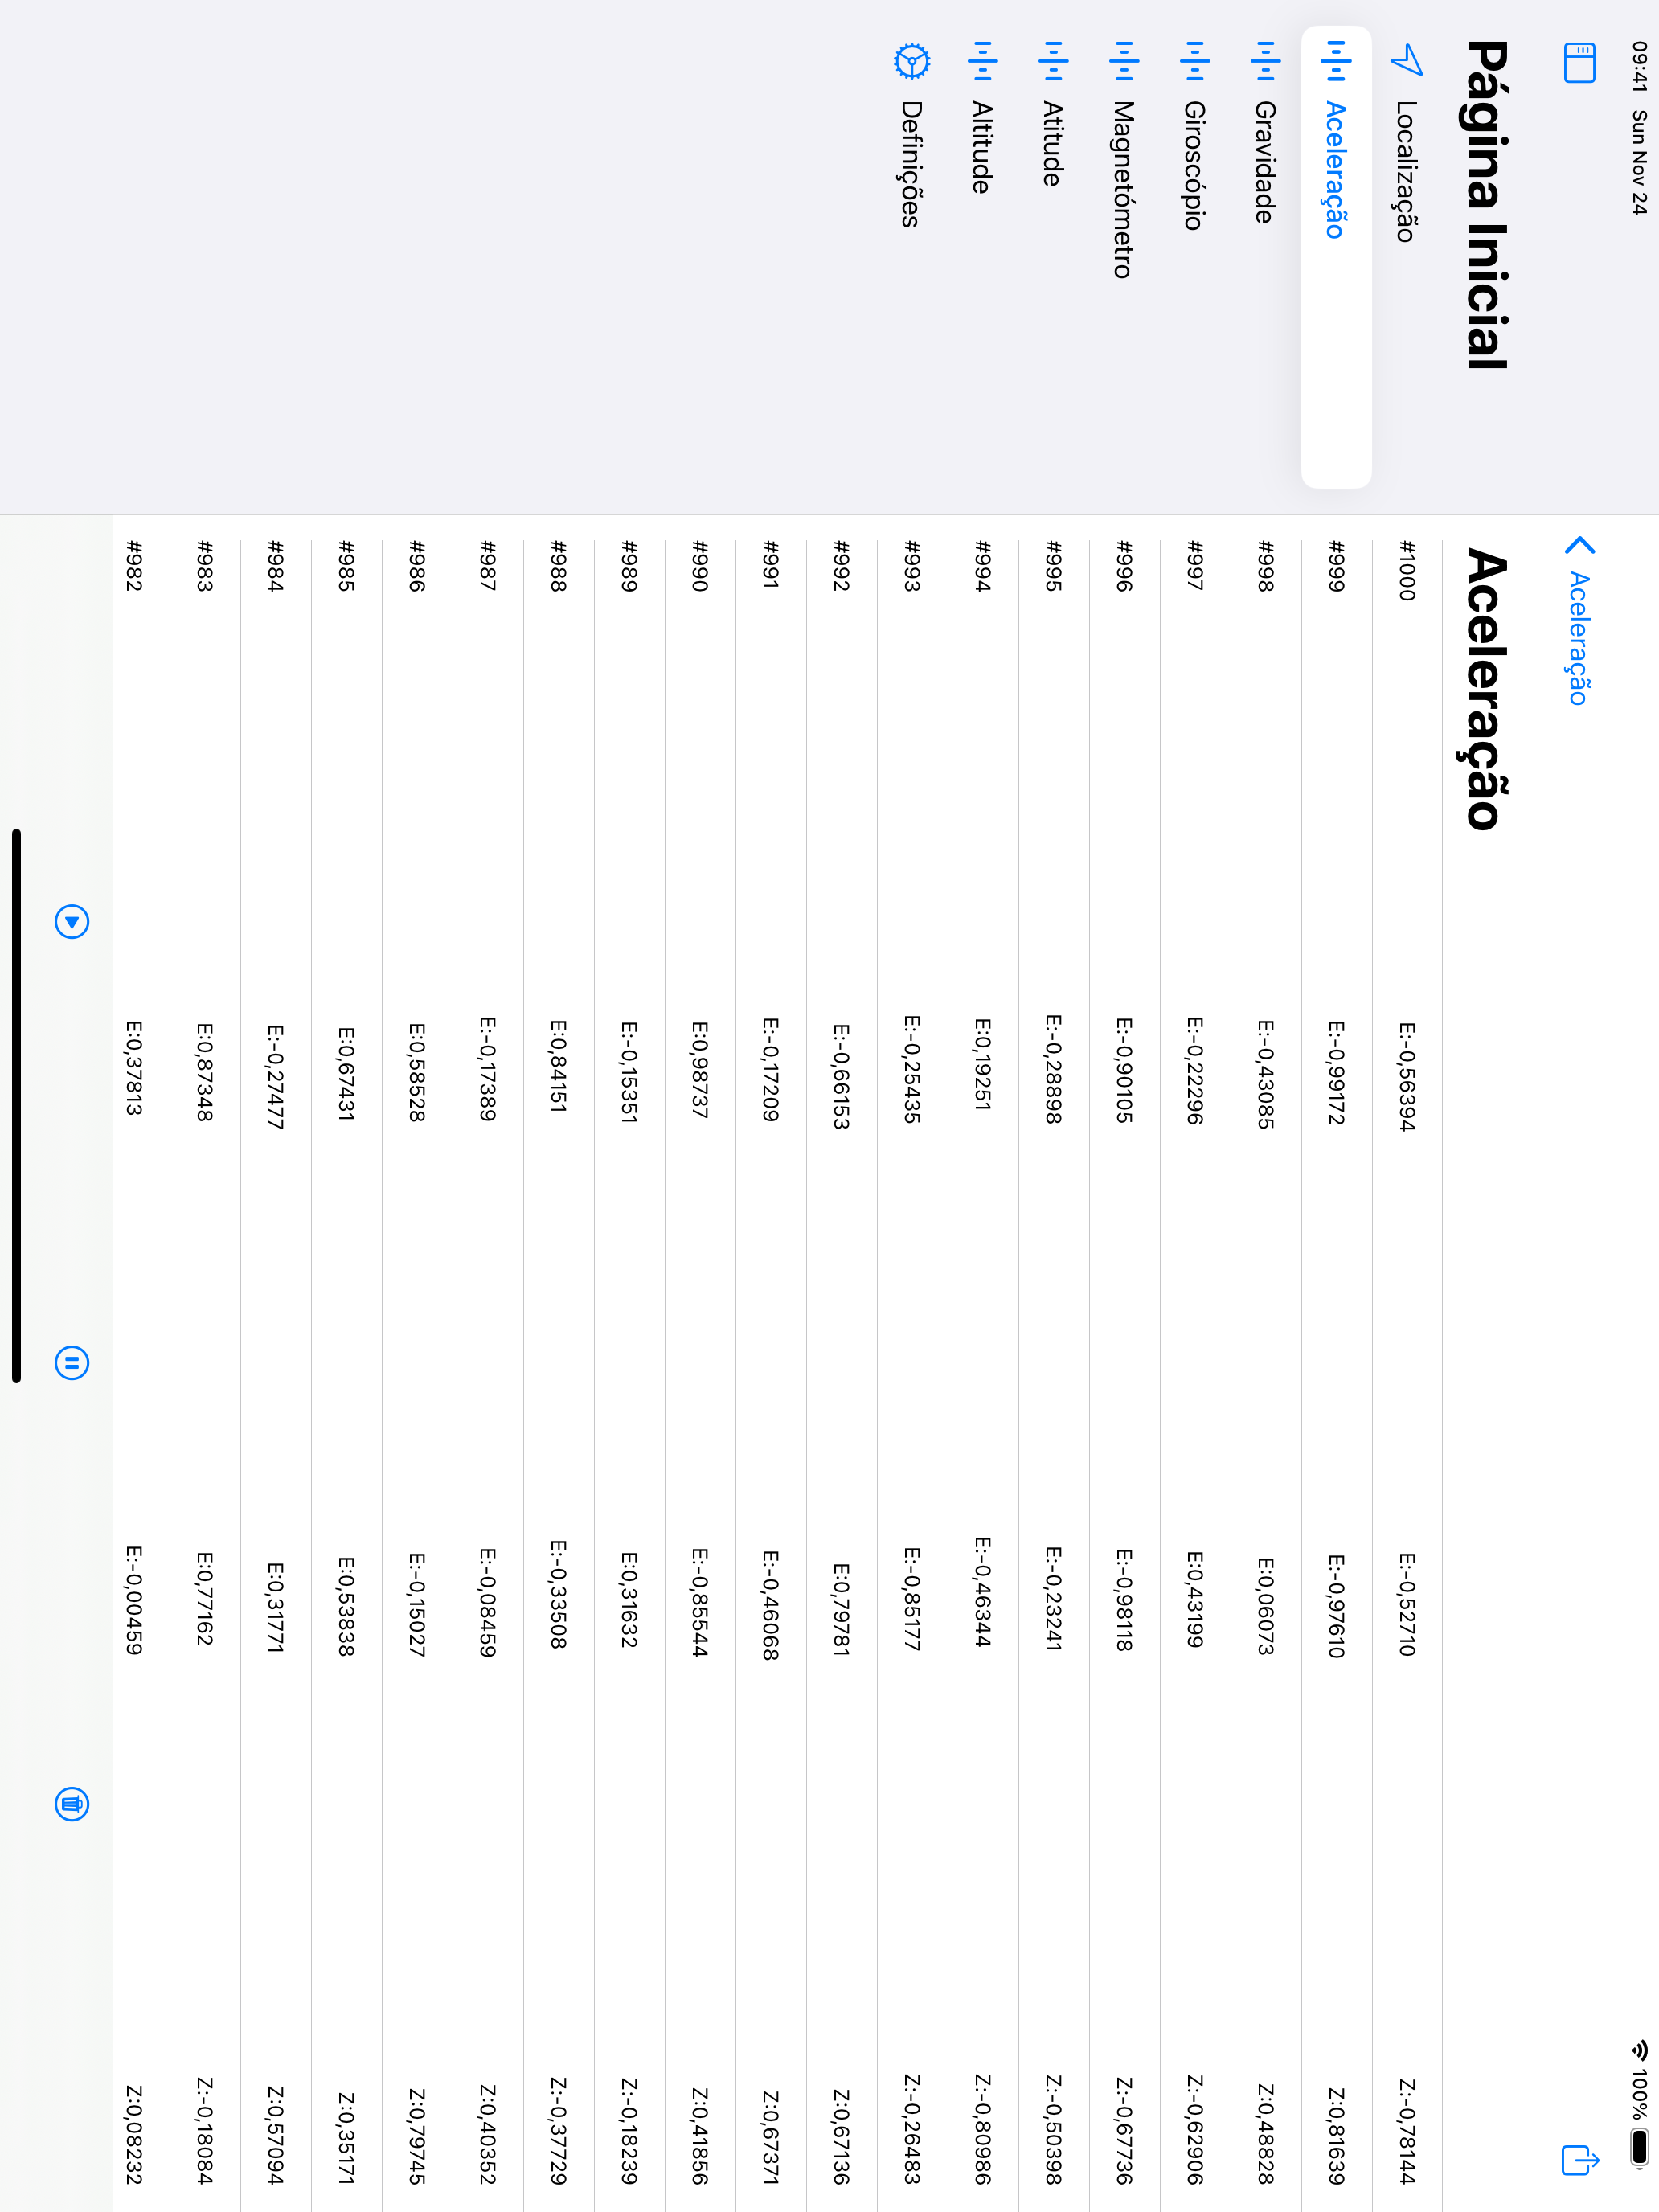 09:41 Sun Nov 24
100%
Página Inicial
Localização
Aceleração
Gravidade
Giroscópio
Magnetómetro
Atitude
Altitude
Definições
Aceleração
Aceleração
#1000 E:-0,56394 E:-0,52710 Z:-0,78144
#999 E:-0,99172 E:-0,97610 Z:0,81639
#998 E:-0,43085 E:0,06073 Z:0,48828
#997 E:-0,22296 E:0,43199 Z:-0,62906
#996 E:-0,90105 E:-0,98118 Z:-0,67736
#995 E:-0,28898 E:-0,23241 Z:-0,50398
#994 E:0,19251 E:-0,46344 Z:-0,80986
#993 E:-0,25435 E:-0,85177 Z:-0,26483
#992 E:-0,66153 E:0,79781 Z:0,67136
#991 E:-0,17209 E:-0,46068 Z:0,67371
#990 E:0,98737 E:-0,85544 Z:0,41856
#989 E:-0,15351 E:0,31632 Z:-0,18239
#988 E:0,84151 E:-0,33508 Z:-0,37729
#987 E:-0,17389 E:-0,08459 Z:0,40352
#986 E:0,58528 E:-0,15027 Z:0,79745
#985 E:0,67431 E:0,53838 Z:0,35171
#984 E:-0,27477 E:0,31771 Z:0,57094
#983 E:0,87348 E:0,77162 Z:-0,18084
#982 E:0,37813 E:-0,00459 Z:0,08232